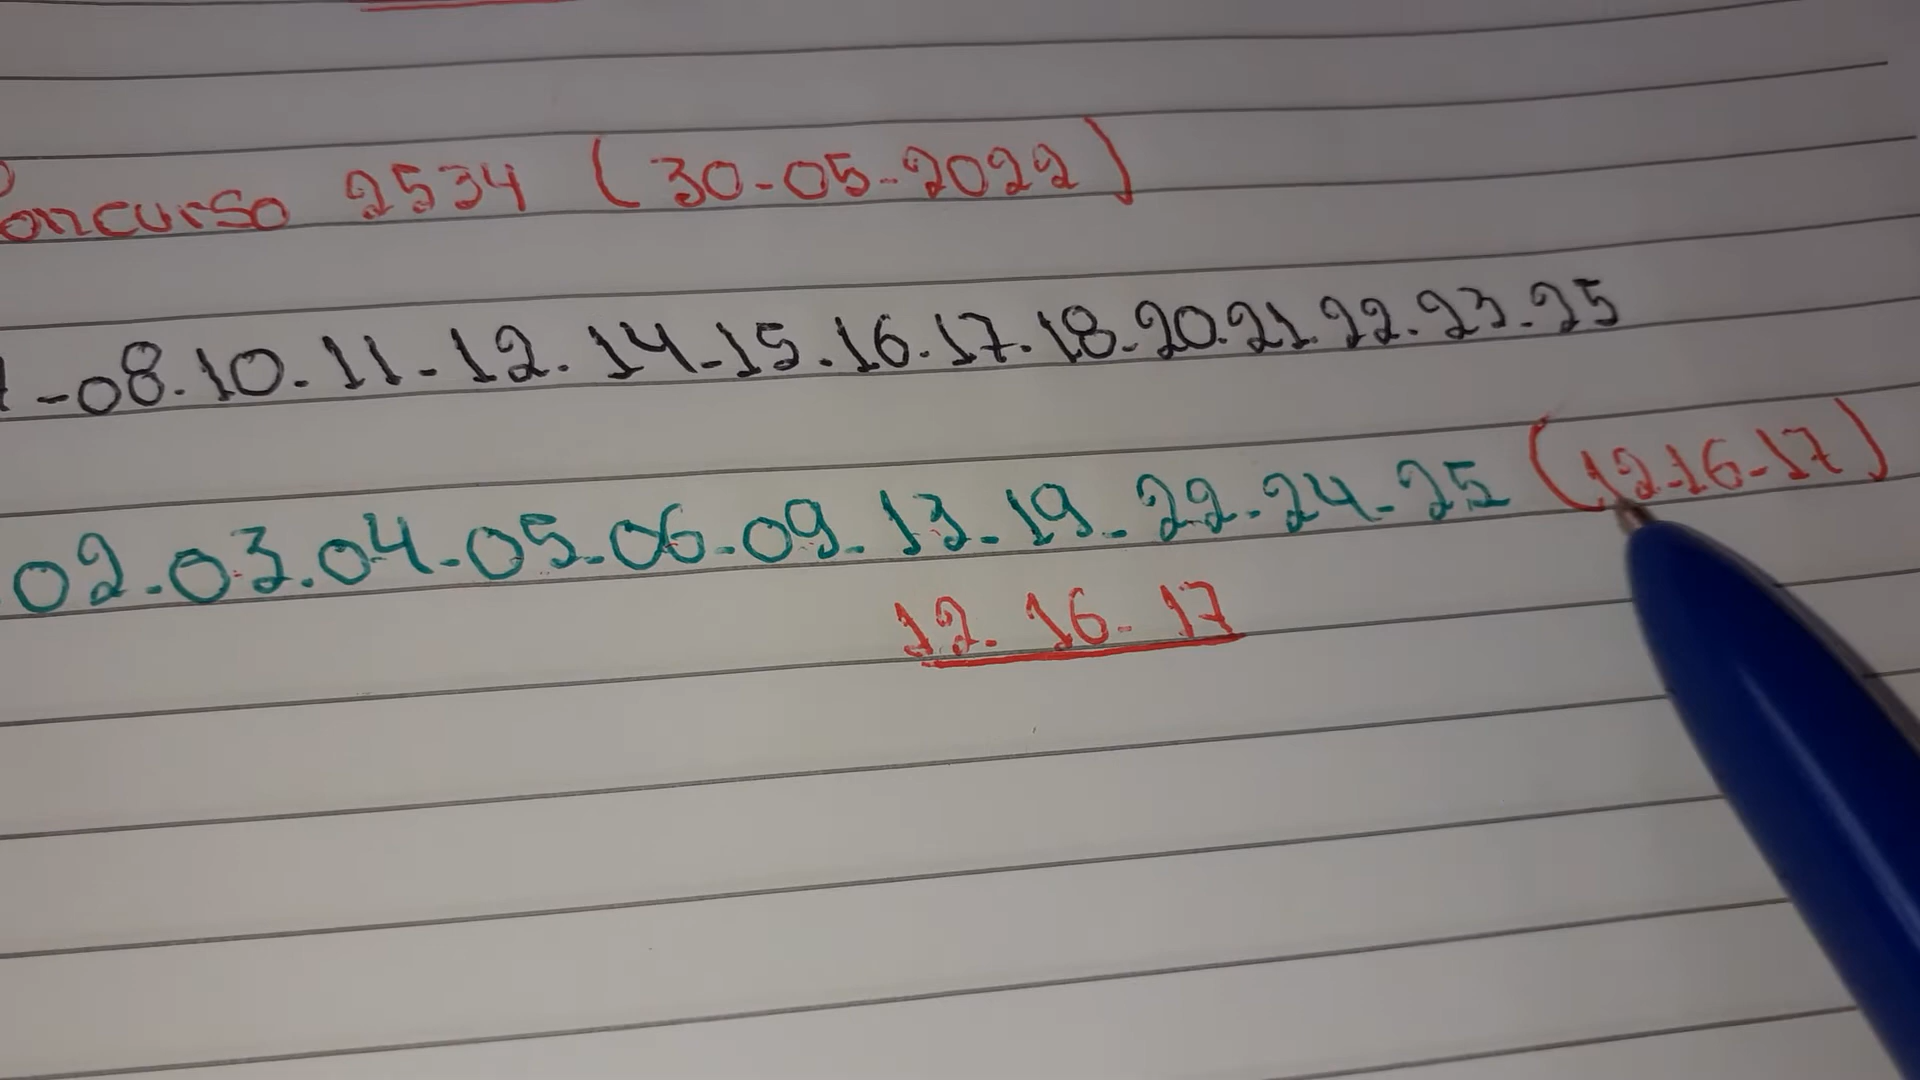 oncurso 2534 (30-05-2022)
-08.10-11-12.14-15.16.17.18-20.21.22.23-25
02-03.04-05-06-09-13-19-22-24-25 (12-16-17)
12.16-17